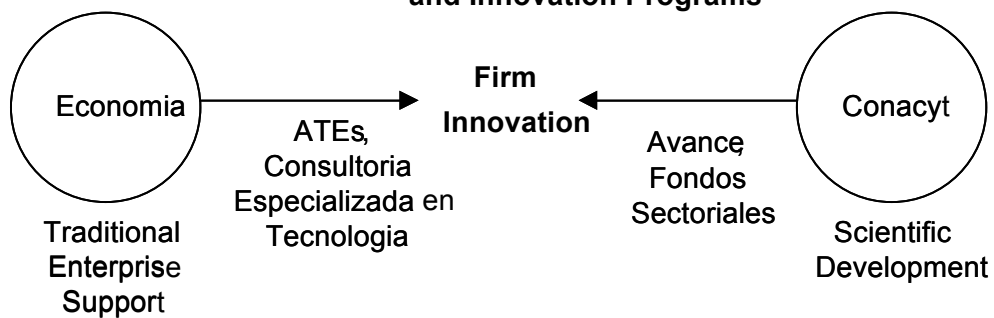 and Innovation Programs
Economia
ATEs,
Consultoria
Especializada en
Tecnologia
Traditional
Enterprise
Support
Firm
Innovation
Avance,
Fondos
Sectoriales
Conacyt
Scientific
Development